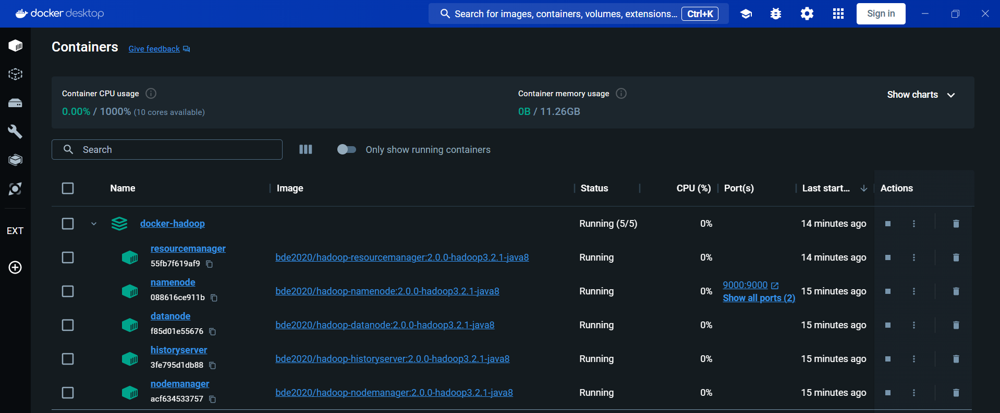 docker desktop
Search for images, containers, volumes, extensions... Ctrl+K
Sign in
Containers Give feedback
Container CPU usage
0.00% / 1000% (10 cores available)
Container memory usage
0B / 11.26GB
Show charts
Search
Only show running containers
EXT
Name Image Status CPU (%) Port(s) Last start... Actions
docker-hadoop Running (5/5) 0% 14 minutes ago
resourcemanager
55fb7f619af9
bde2020/hadoop-resourcemanager:2.0.0-hadoop3.2.1-java8 Running 0% 14 minutes ago
namenode
088616ce911b
bde2020/hadoop-namenode:2.0.0-hadoop3.2.1-java8 Running 0%
9000:9000
Show all ports (2)
15 minutes ago
datanode
f85d01e55676
bde2020/hadoop-datanode:2.0.0-hadoop3.2.1-java8 Running 0% 15 minutes ago
historyserver
3fe795d1db88
bde2020/hadoop-historyserver:2.0.0-hadoop3.2.1-java8 Running 0% 15 minutes ago
nodemanager
acf634533757
bde2020/hadoop-nodemanager:2.0.0-hadoop3.2.1-java8 Running 0% 15 minutes ago